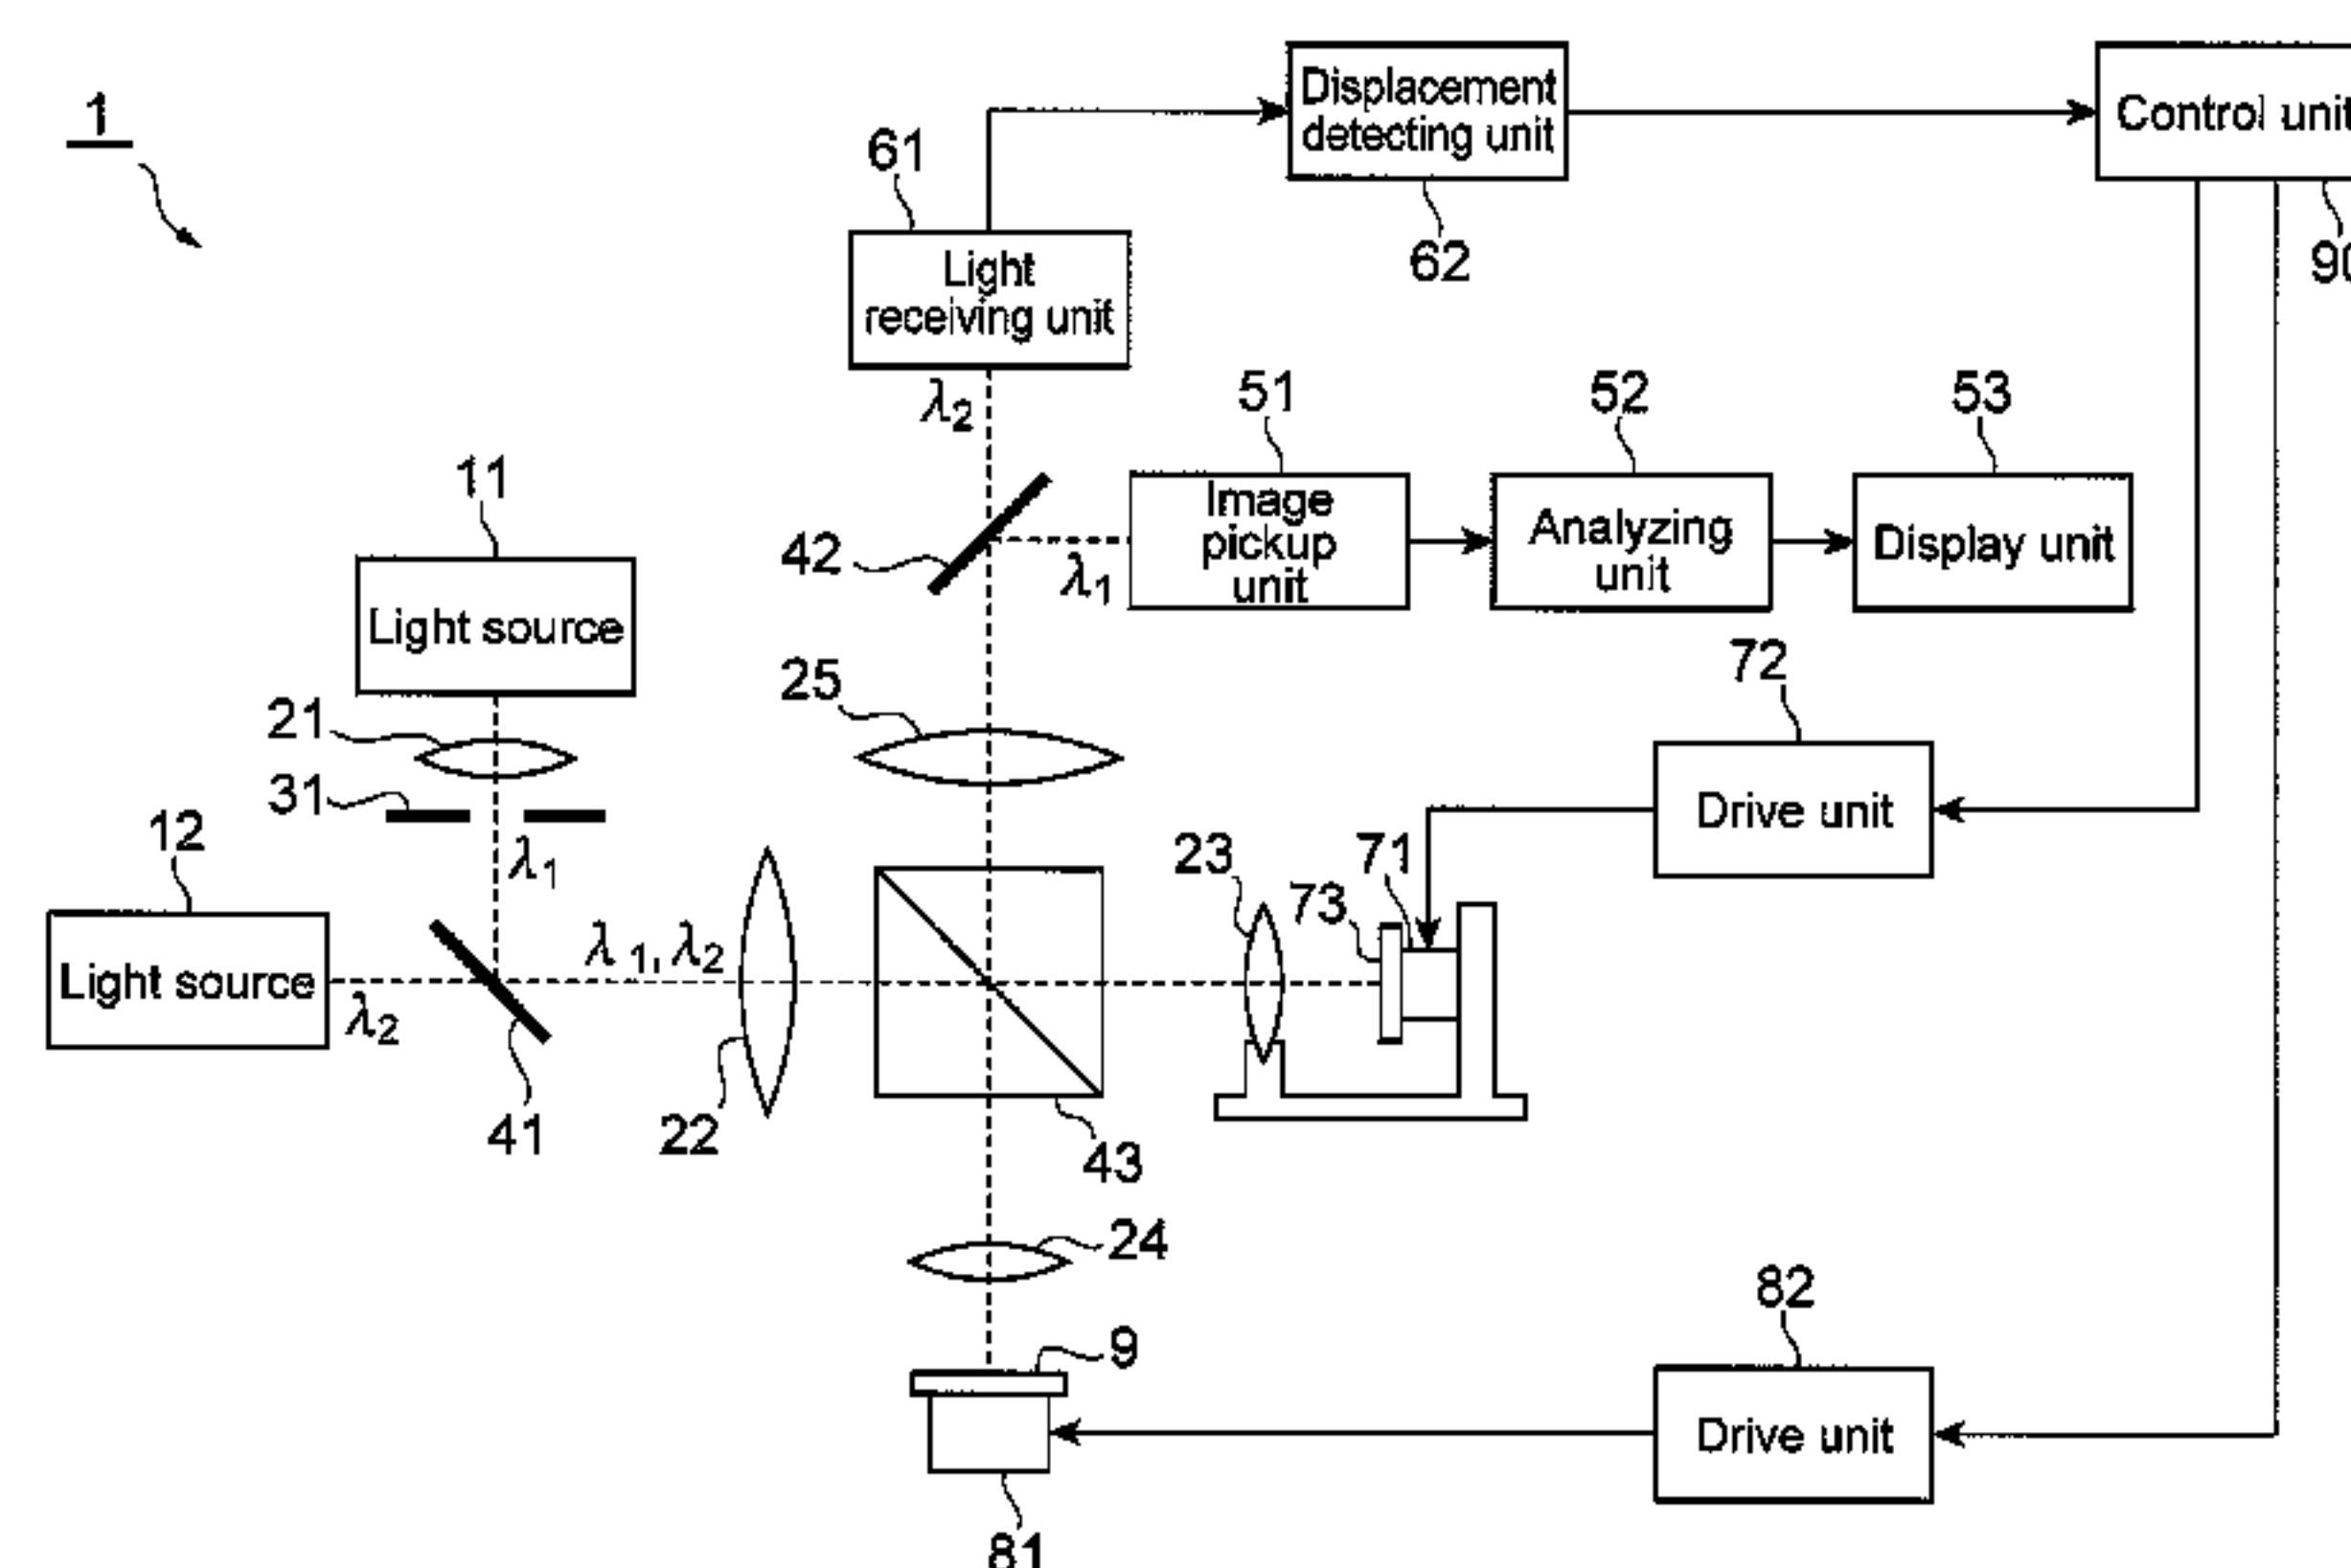 1
Displacement
detecting unit
Control unit
61
62
90
Light
receiving unit
λ2
51
52
53
11
42
Image
pickup
unit
Analyzing
unit
Display unit
λ1
Light source
25
72
21
31
Drive unit
12
λ1
23
71
73
Light source
λ1, λ2
λ2
41
22
43
24
82
9
Drive unit
81